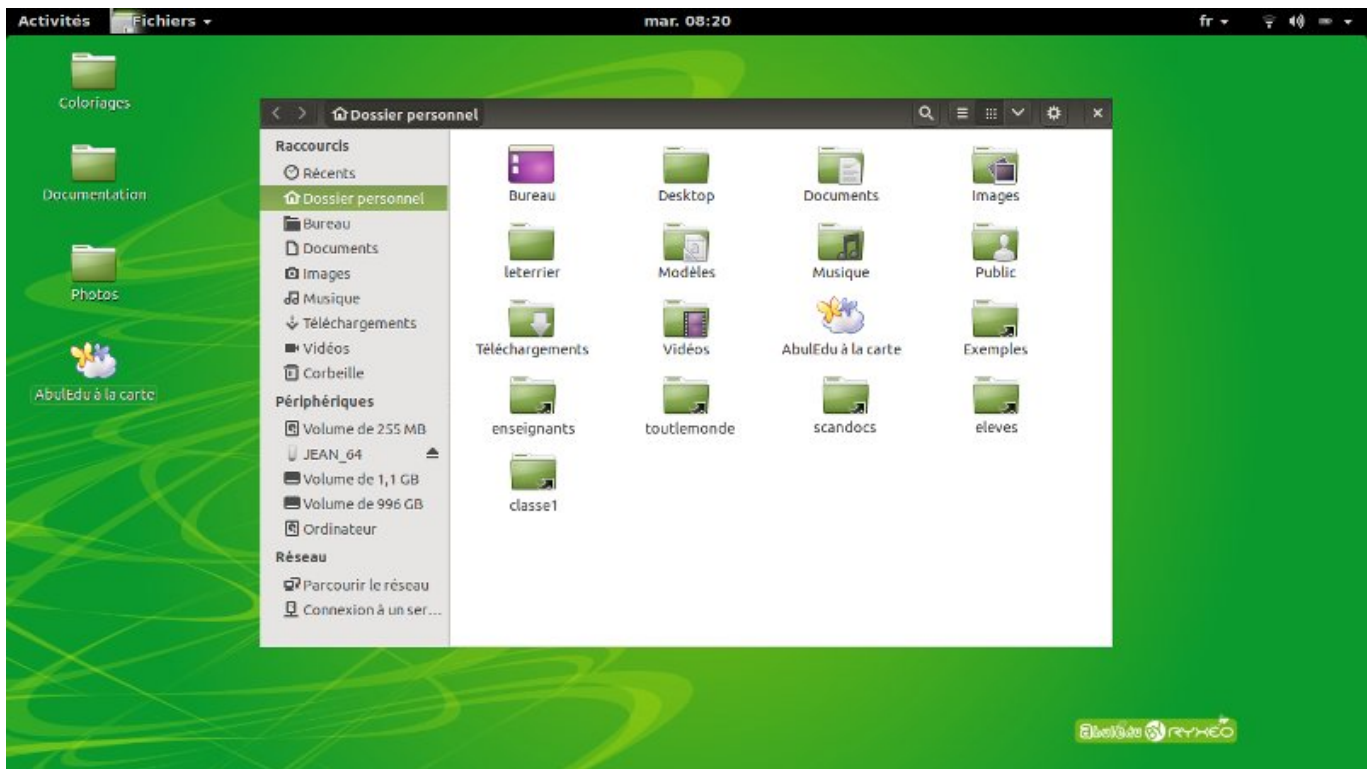 Activités Fichiers mar. 08:20 fr
Coloriages
Documentation
Photos
AbulEdu à la carte
Dossier personnel
Raccourcis
Récents
Dossier personnel
Bureau
Documents
Images
Musique
Téléchargements
Vidéos
Corbeille
Périphériques
Volume de 255 MB
JEAN_64
Volume de 1,1 GB
Volume de 996 GB
Ordinateur
Réseau
Parcourir le réseau
Connexion à un ser…
Bureau Desktop Documents Images
leterrier Modèles Musique Public
Téléchargements Vidéos AbulEdu à la carte Exemples
enseignants toutlemonde scandocs eleves
classe1
AbulEdu RYXEO